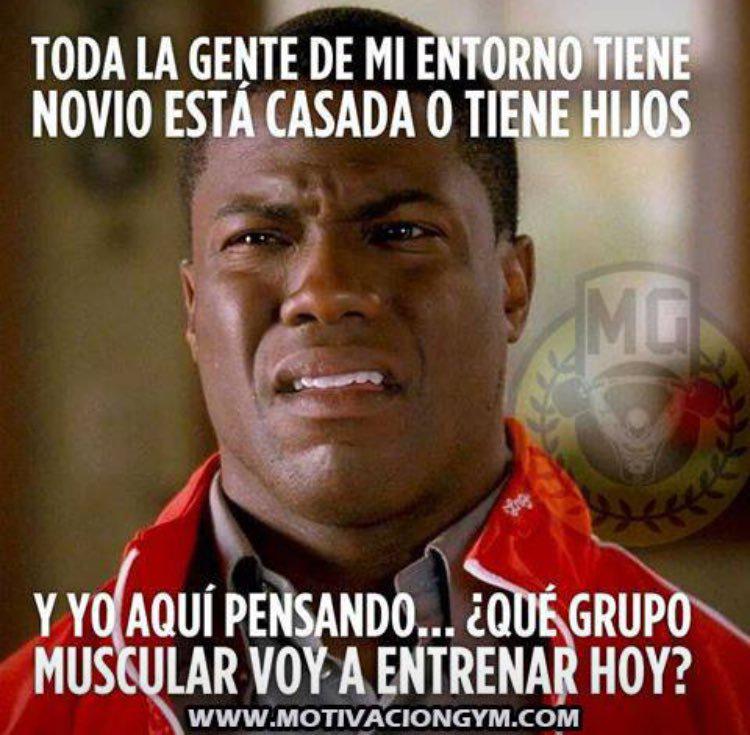 TODA LA GENTE DE MI ENTORNO TIENE
NOVIO ESTÁ CASADA O TIENE HIJOS
MG
Y YO AQUÍ PENSANDO... ¿QUÉ GRUPO
MUSCULAR VOY A ENTRENAR HOY?
WWW.MOTIVACIONGYM.COM